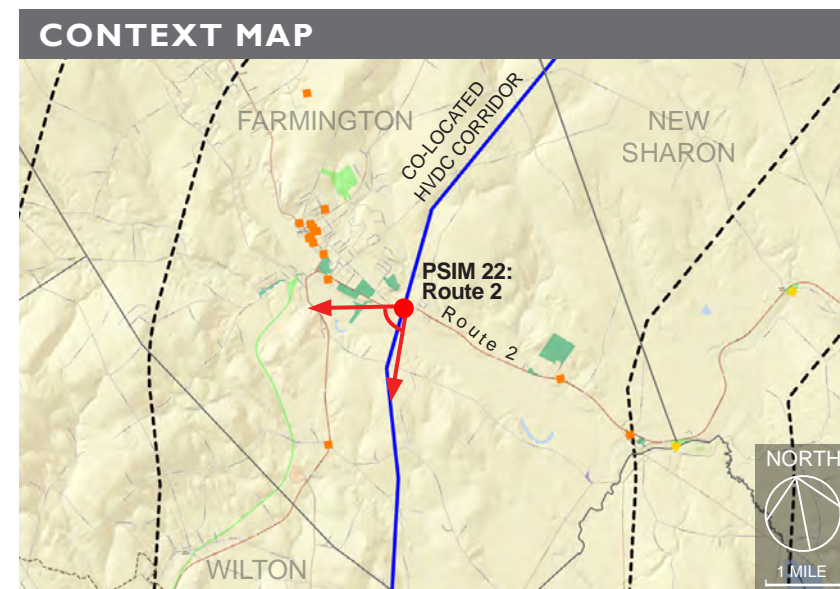 CONTEXT MAP
FARMINGTON
CO-LOCATED
HVDC CORRIDOR
NEW
SHARON
PSIM 22:
Route 2
Route 2
WILTON
NORTH
1 MILE